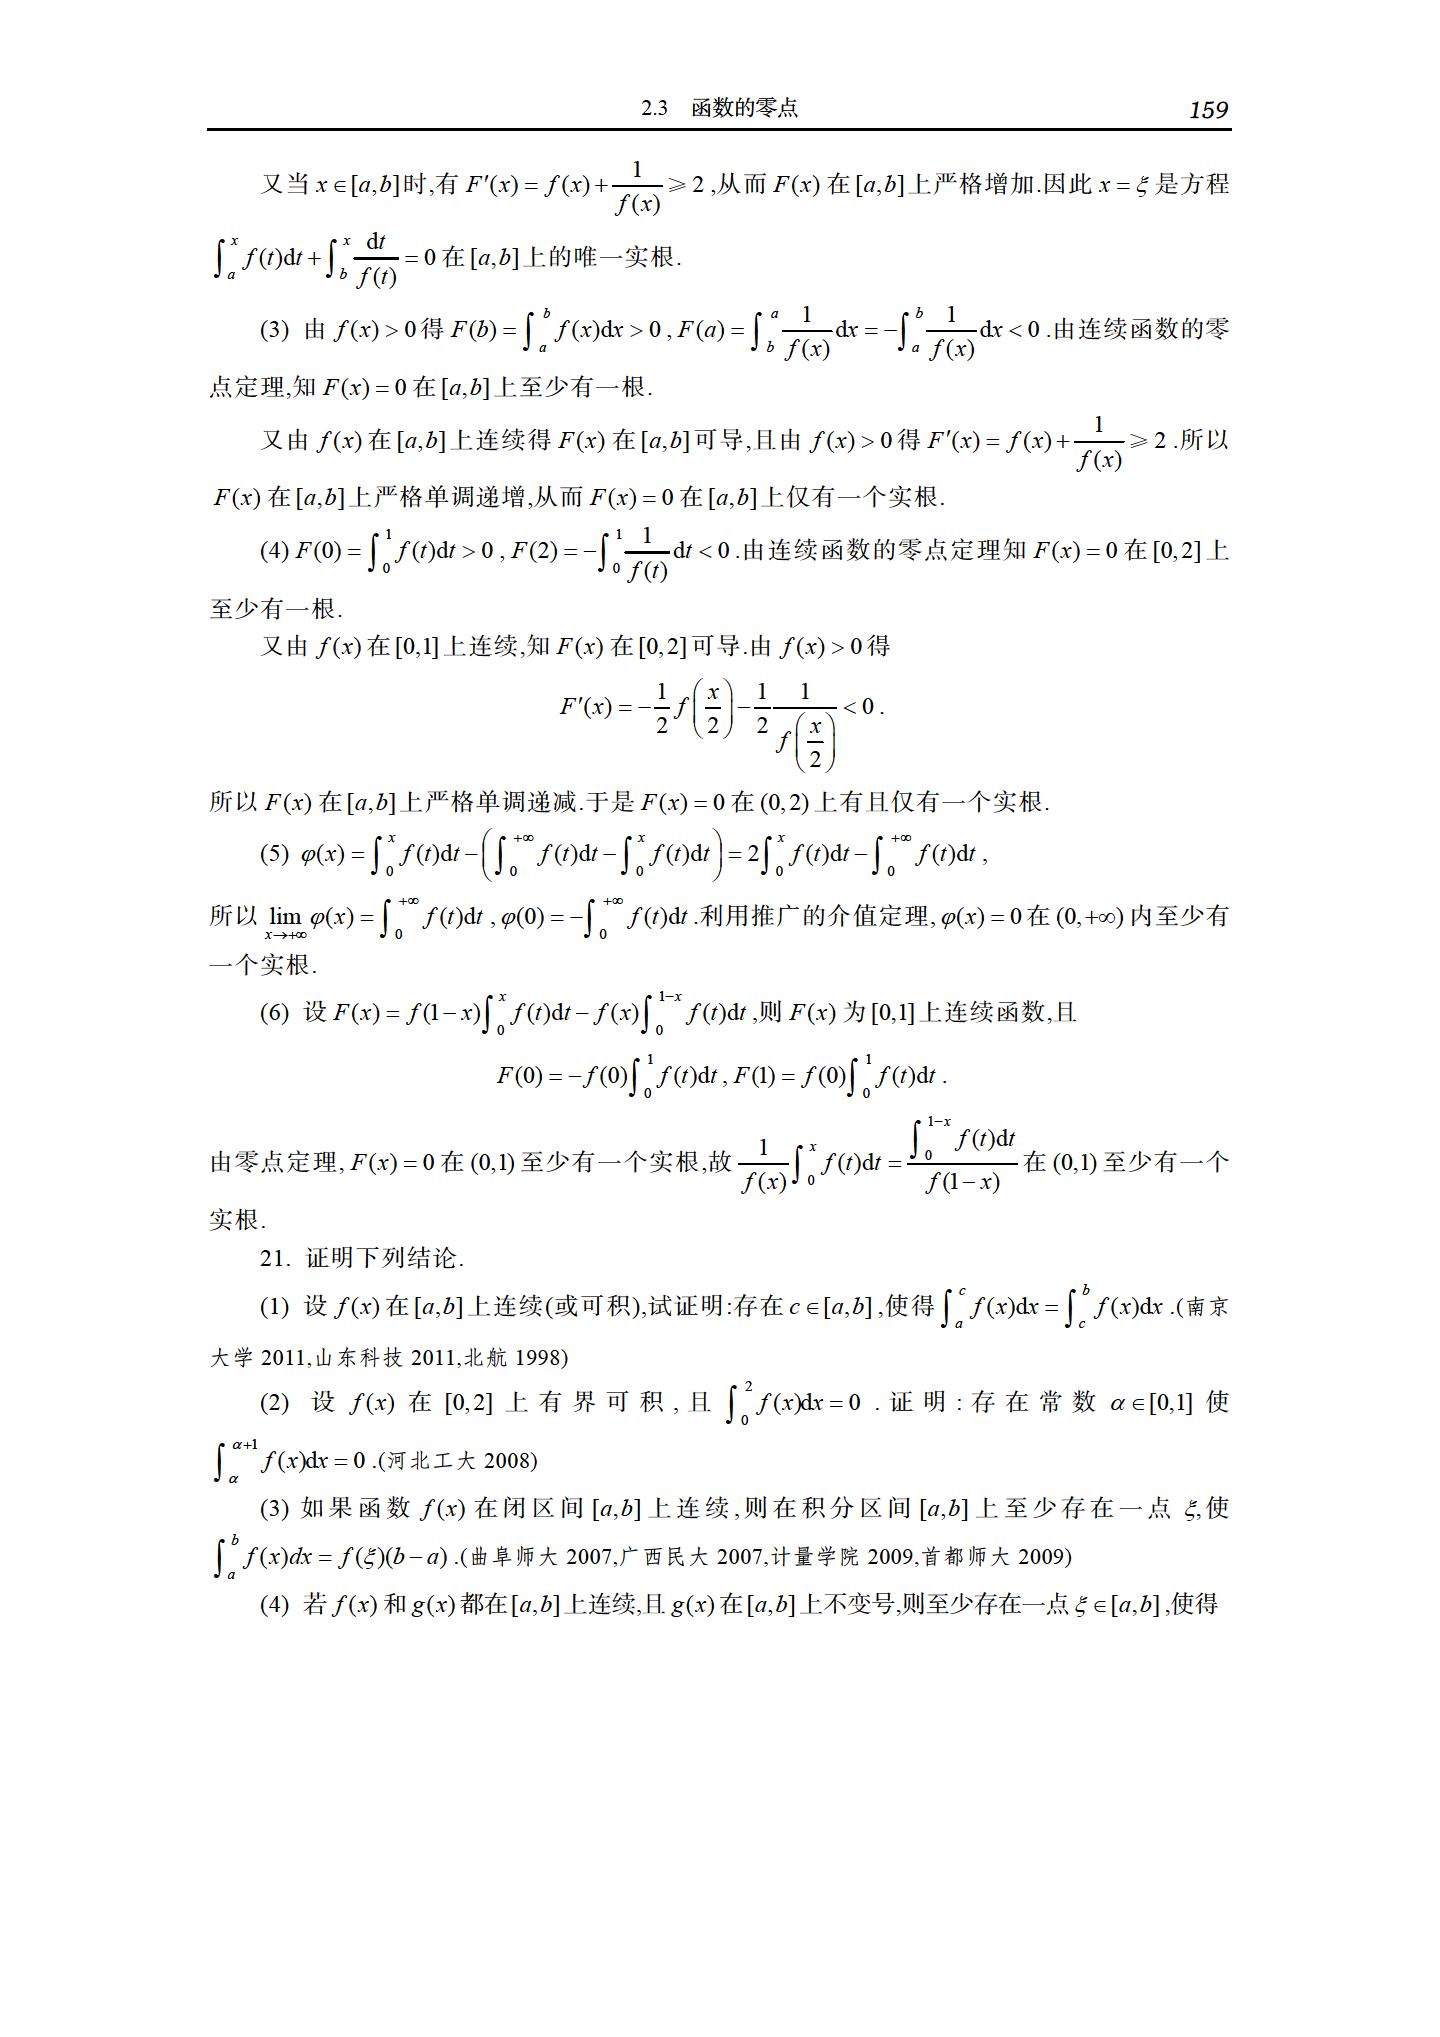 2.3 函数的零点 159
又当 $x\in[a,b]$时,有 $F'(x)=f(x)+\dfrac{1}{f(x)}\geqslant 2$ ,从而 $F(x)$ 在 $[a,b]$上严格增加.因此 $x=\xi$ 是方程
$\int_a^x f(t)\mathrm{d}t+\int_b^x\dfrac{\mathrm{d}t}{f(t)}=0$ 在 $[a,b]$上的唯一实根.
(3) 由 $f(x)>0$得 $F(b)=\int_a^b f(x)\mathrm{d}x>0$ , $F(a)=\int_b^a\dfrac{1}{f(x)}\mathrm{d}x=-\int_a^b\dfrac{1}{f(x)}\mathrm{d}x<0$ .由连续函数的零
点定理,知 $F(x)=0$ 在 $[a,b]$上至少有一根.
又由 $f(x)$ 在 $[a,b]$上连续得 $F(x)$ 在 $[a,b]$可导,且由 $f(x)>0$得 $F'(x)=f(x)+\dfrac{1}{f(x)}\geqslant 2$ .所以
$F(x)$ 在 $[a,b]$上严格单调递增,从而 $F(x)=0$ 在 $[a,b]$上仅有一个实根.
(4) $F(0)=\int_0^1 f(t)\mathrm{d}t>0$ , $F(2)=-\int_0^1\dfrac{1}{f(t)}\mathrm{d}t<0$ .由连续函数的零点定理知 $F(x)=0$ 在 $[0,2]$ 上
至少有一根.
又由 $f(x)$ 在 $[0,1]$上连续,知 $F(x)$ 在 $[0,2]$可导.由 $f(x)>0$得
$F'(x)=-\dfrac{1}{2}f\left(\dfrac{x}{2}\right)-\dfrac{1}{2}\dfrac{1}{f\left(\dfrac{x}{2}\right)}<0$ .
所以 $F(x)$ 在 $[a,b]$上严格单调递减.于是 $F(x)=0$ 在 $(0,2)$上有且仅有一个实根.
(5) $\varphi(x)=\int_0^x f(t)\mathrm{d}t-\left(\int_0^{+\infty}f(t)\mathrm{d}t-\int_0^x f(t)\mathrm{d}t\right)=2\int_0^x f(t)\mathrm{d}t-\int_0^{+\infty}f(t)\mathrm{d}t$ ,
所以 $\lim\limits_{x\to+\infty}\varphi(x)=\int_0^{+\infty}f(t)\mathrm{d}t$ , $\varphi(0)=-\int_0^{+\infty}f(t)\mathrm{d}t$ .利用推广的介值定理, $\varphi(x)=0$ 在 $(0,+\infty)$ 内至少有
一个实根.
(6) 设 $F(x)=f(1-x)\int_0^x f(t)\mathrm{d}t-f(x)\int_0^{1-x}f(t)\mathrm{d}t$ ,则 $F(x)$ 为 $[0,1]$上连续函数,且
$F(0)=-f(0)\int_0^1 f(t)\mathrm{d}t$ , $F(1)=f(0)\int_0^1 f(t)\mathrm{d}t$ .
由零点定理, $F(x)=0$ 在 $(0,1)$ 至少有一个实根,故 $\dfrac{1}{f(x)}\int_0^x f(t)\mathrm{d}t=\dfrac{\int_0^{1-x}f(t)\mathrm{d}t}{f(1-x)}$ 在 $(0,1)$ 至少有一个
实根.
21. 证明下列结论.
(1) 设 $f(x)$ 在 $[a,b]$上连续(或可积),试证明:存在 $c\in[a,b]$ ,使得 $\int_a^c f(x)\mathrm{d}x=\int_c^b f(x)\mathrm{d}x$ .(南京
大学 2011,山东科技 2011,北航 1998)
(2) 设 $f(x)$ 在 $[0,2]$ 上有界可积,且 $\int_0^2 f(x)\mathrm{d}x=0$ .证明:存在常数 $\alpha\in[0,1]$ 使
$\int_\alpha^{\alpha+1}f(x)\mathrm{d}x=0$ .(河北工大 2008)
(3) 如果函数 $f(x)$ 在闭区间 $[a,b]$ 上连续,则在积分区间 $[a,b]$ 上至少存在一点 $\xi$,使
$\int_a^b f(x)dx=f(\xi)(b-a)$ .(曲阜师大 2007,广西民大 2007,计量学院 2009,首都师大 2009)
(4) 若 $f(x)$ 和 $g(x)$都在 $[a,b]$上连续,且 $g(x)$在 $[a,b]$上不变号,则至少存在一点 $\xi\in[a,b]$ ,使得